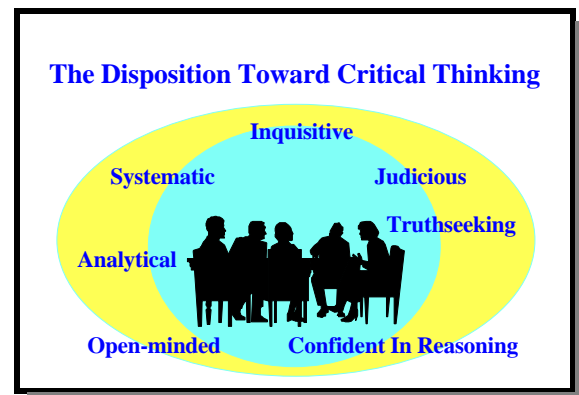 The Disposition Toward Critical Thinking
Inquisitive
Systematic
Judicious
Truthseeking
Analytical
Open-minded
Confident In Reasoning